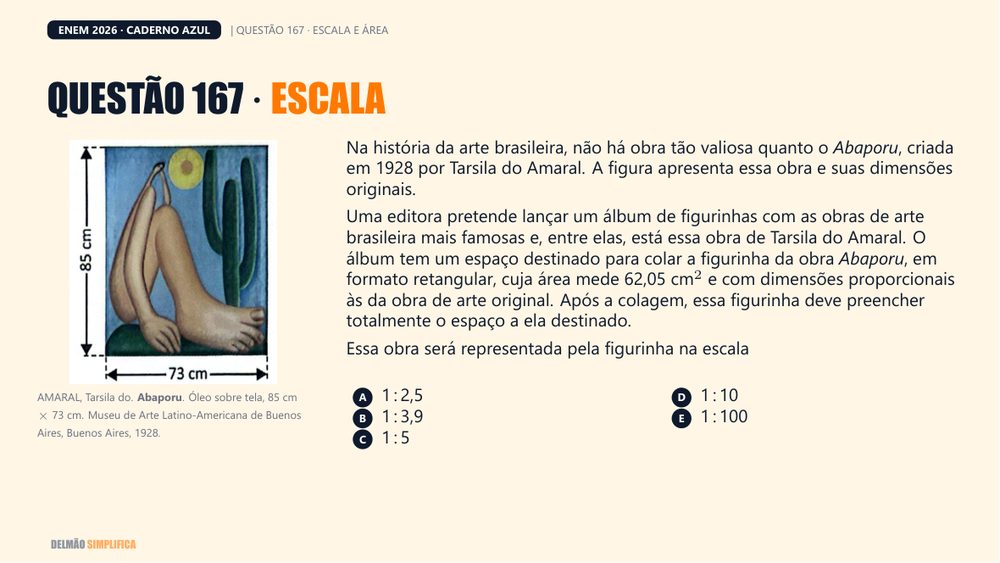 ENEM 2026 · CADERNO AZUL | QUESTÃO 167 · ESCALA E ÁREA
QUESTÃO 167 · ESCALA
85 cm
73 cm
AMARAL, Tarsila do. Abaporu. Óleo sobre tela, 85 cm
× 73 cm. Museu de Arte Latino-Americana de Buenos
Aires, Buenos Aires, 1928.
Na história da arte brasileira, não há obra tão valiosa quanto o Abaporu, criada
em 1928 por Tarsila do Amaral. A figura apresenta essa obra e suas dimensões
originais.
Uma editora pretende lançar um álbum de figurinhas com as obras de arte
brasileira mais famosas e, entre elas, está essa obra de Tarsila do Amaral. O
álbum tem um espaço destinado para colar a figurinha da obra Abaporu, em
formato retangular, cuja área mede 62,05 cm² e com dimensões proporcionais
às da obra de arte original. Após a colagem, essa figurinha deve preencher
totalmente o espaço a ela destinado.
Essa obra será representada pela figurinha na escala
A 1 : 2,5
B 1 : 3,9
C 1 : 5
D 1 : 10
E 1 : 100
DELMÃO SIMPLIFICA